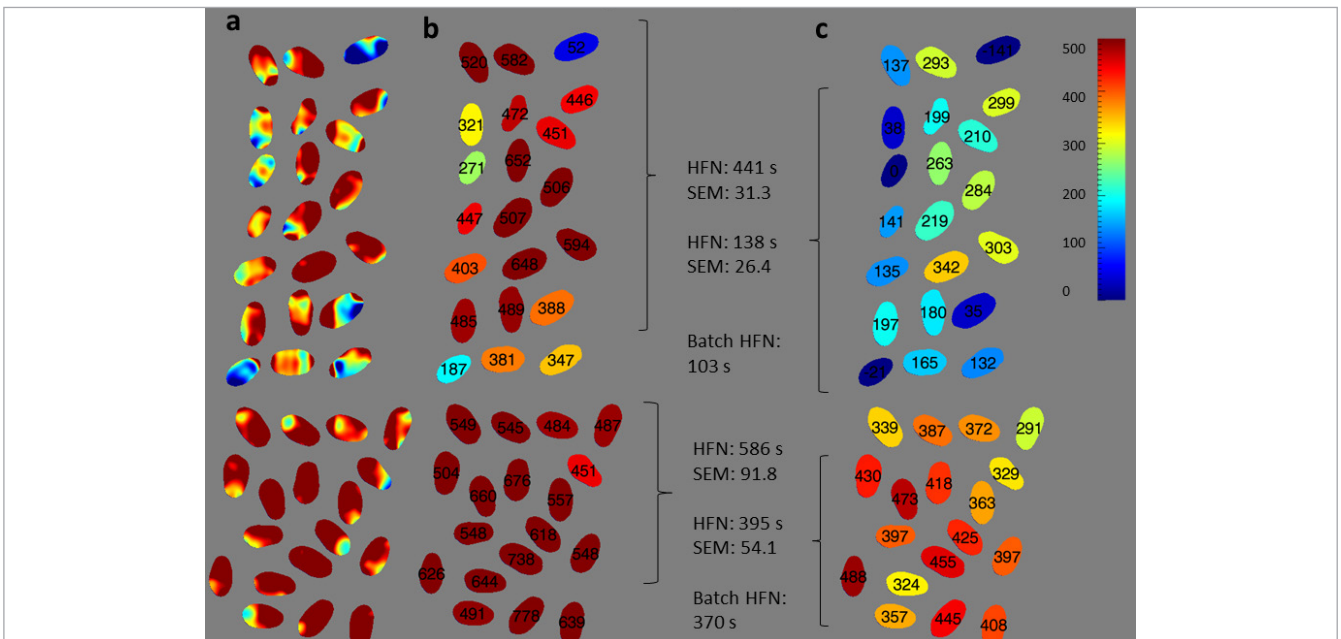 a b c
520 582 52
137 293 -141
500
400
300
200
100
0
321 472 446
451
271 652
506
447 507
594
403 648
485 489 388
187 381 347
HFN: 441 s
SEM: 31.3
HFN: 138 s
SEM: 26.4
Batch HFN:
103 s
299
38 199 210
0 263
284
141 219
303
135 342
197 180 35
-21 165 132
549 545 484 487
504 676 451
660 557
548 618
738 548
626 644
491 778 639
HFN: 586 s
SEM: 91.8
HFN: 395 s
SEM: 54.1
Batch HFN:
370 s
339 387 372 291
430 418 329
473 363
397 425
455 397
488 324
357 445 408